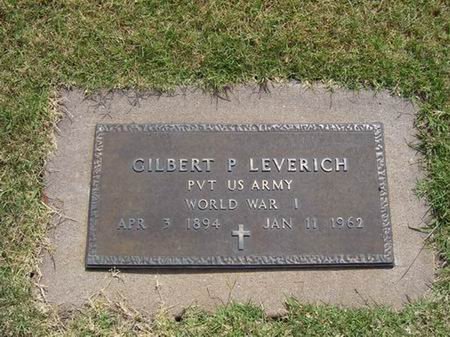 GILBERT P LEVERICH
PVT US ARMY
WORLD WAR I
APR 3 1894 JAN 11 1962